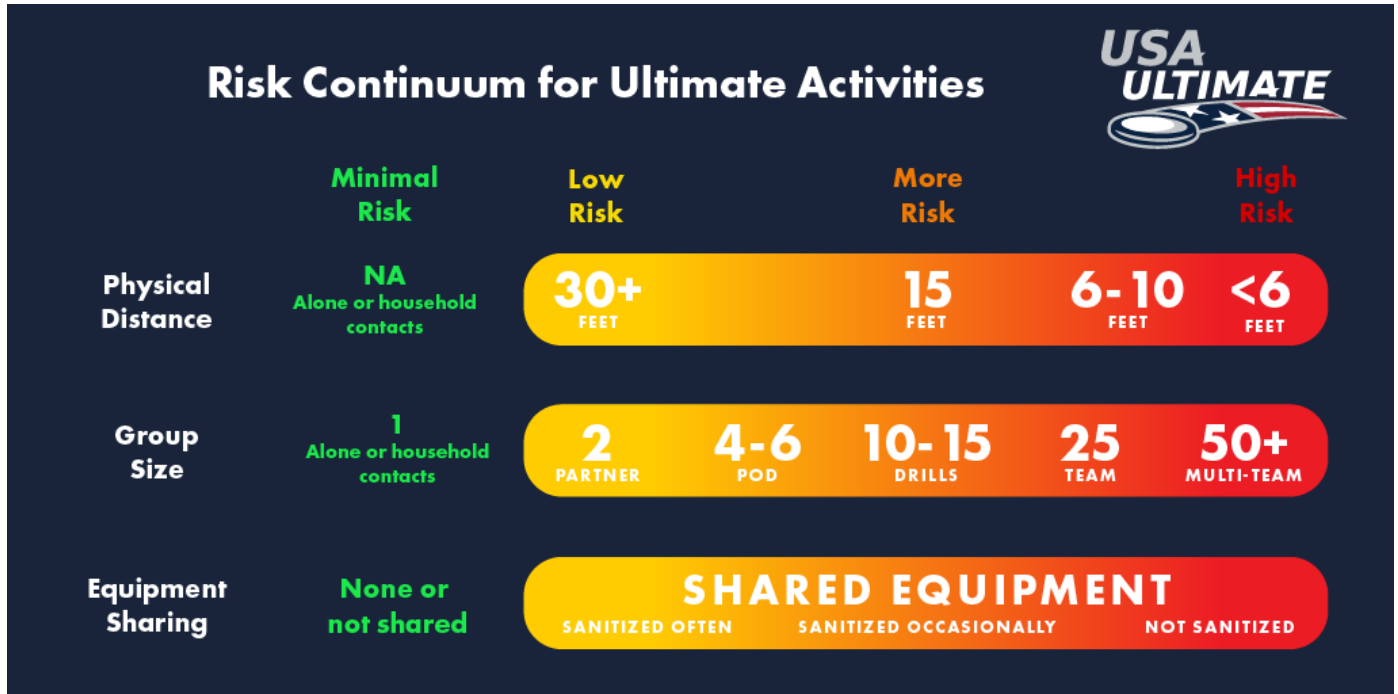 USA
ULTIMATE
Risk Continuum for Ultimate Activities
Minimal
Risk
Low
Risk
More
Risk
High
Risk
Physical
Distance
NA
Alone or household
contacts
30+
FEET
15
FEET
6-10
FEET
<6
FEET
Group
Size
1
Alone or household
contacts
2
PARTNER
4-6
POD
10-15
DRILLS
25
TEAM
50+
MULTI-TEAM
Equipment
Sharing
None or
not shared
SHARED EQUIPMENT
SANITIZED OFTEN
SANITIZED OCCASIONALLY
NOT SANITIZED